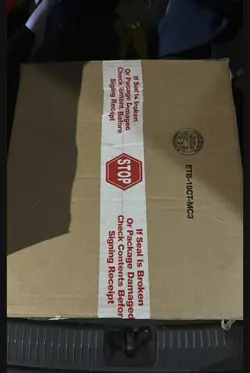 If Seal Is Broken
Or Package Damaged
Check Contents Before
Signing Receipt
STOP
If Seal Is Broken
Or Package Damaged
Check Contents Before
Signing Receipt
ETB-10CT-MC3